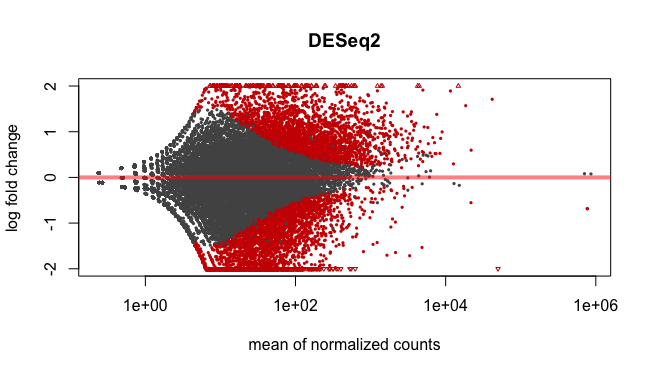 DESeq2
log fold change
2
1
0
-1
-2
1e+00 1e+02 1e+04 1e+06
mean of normalized counts